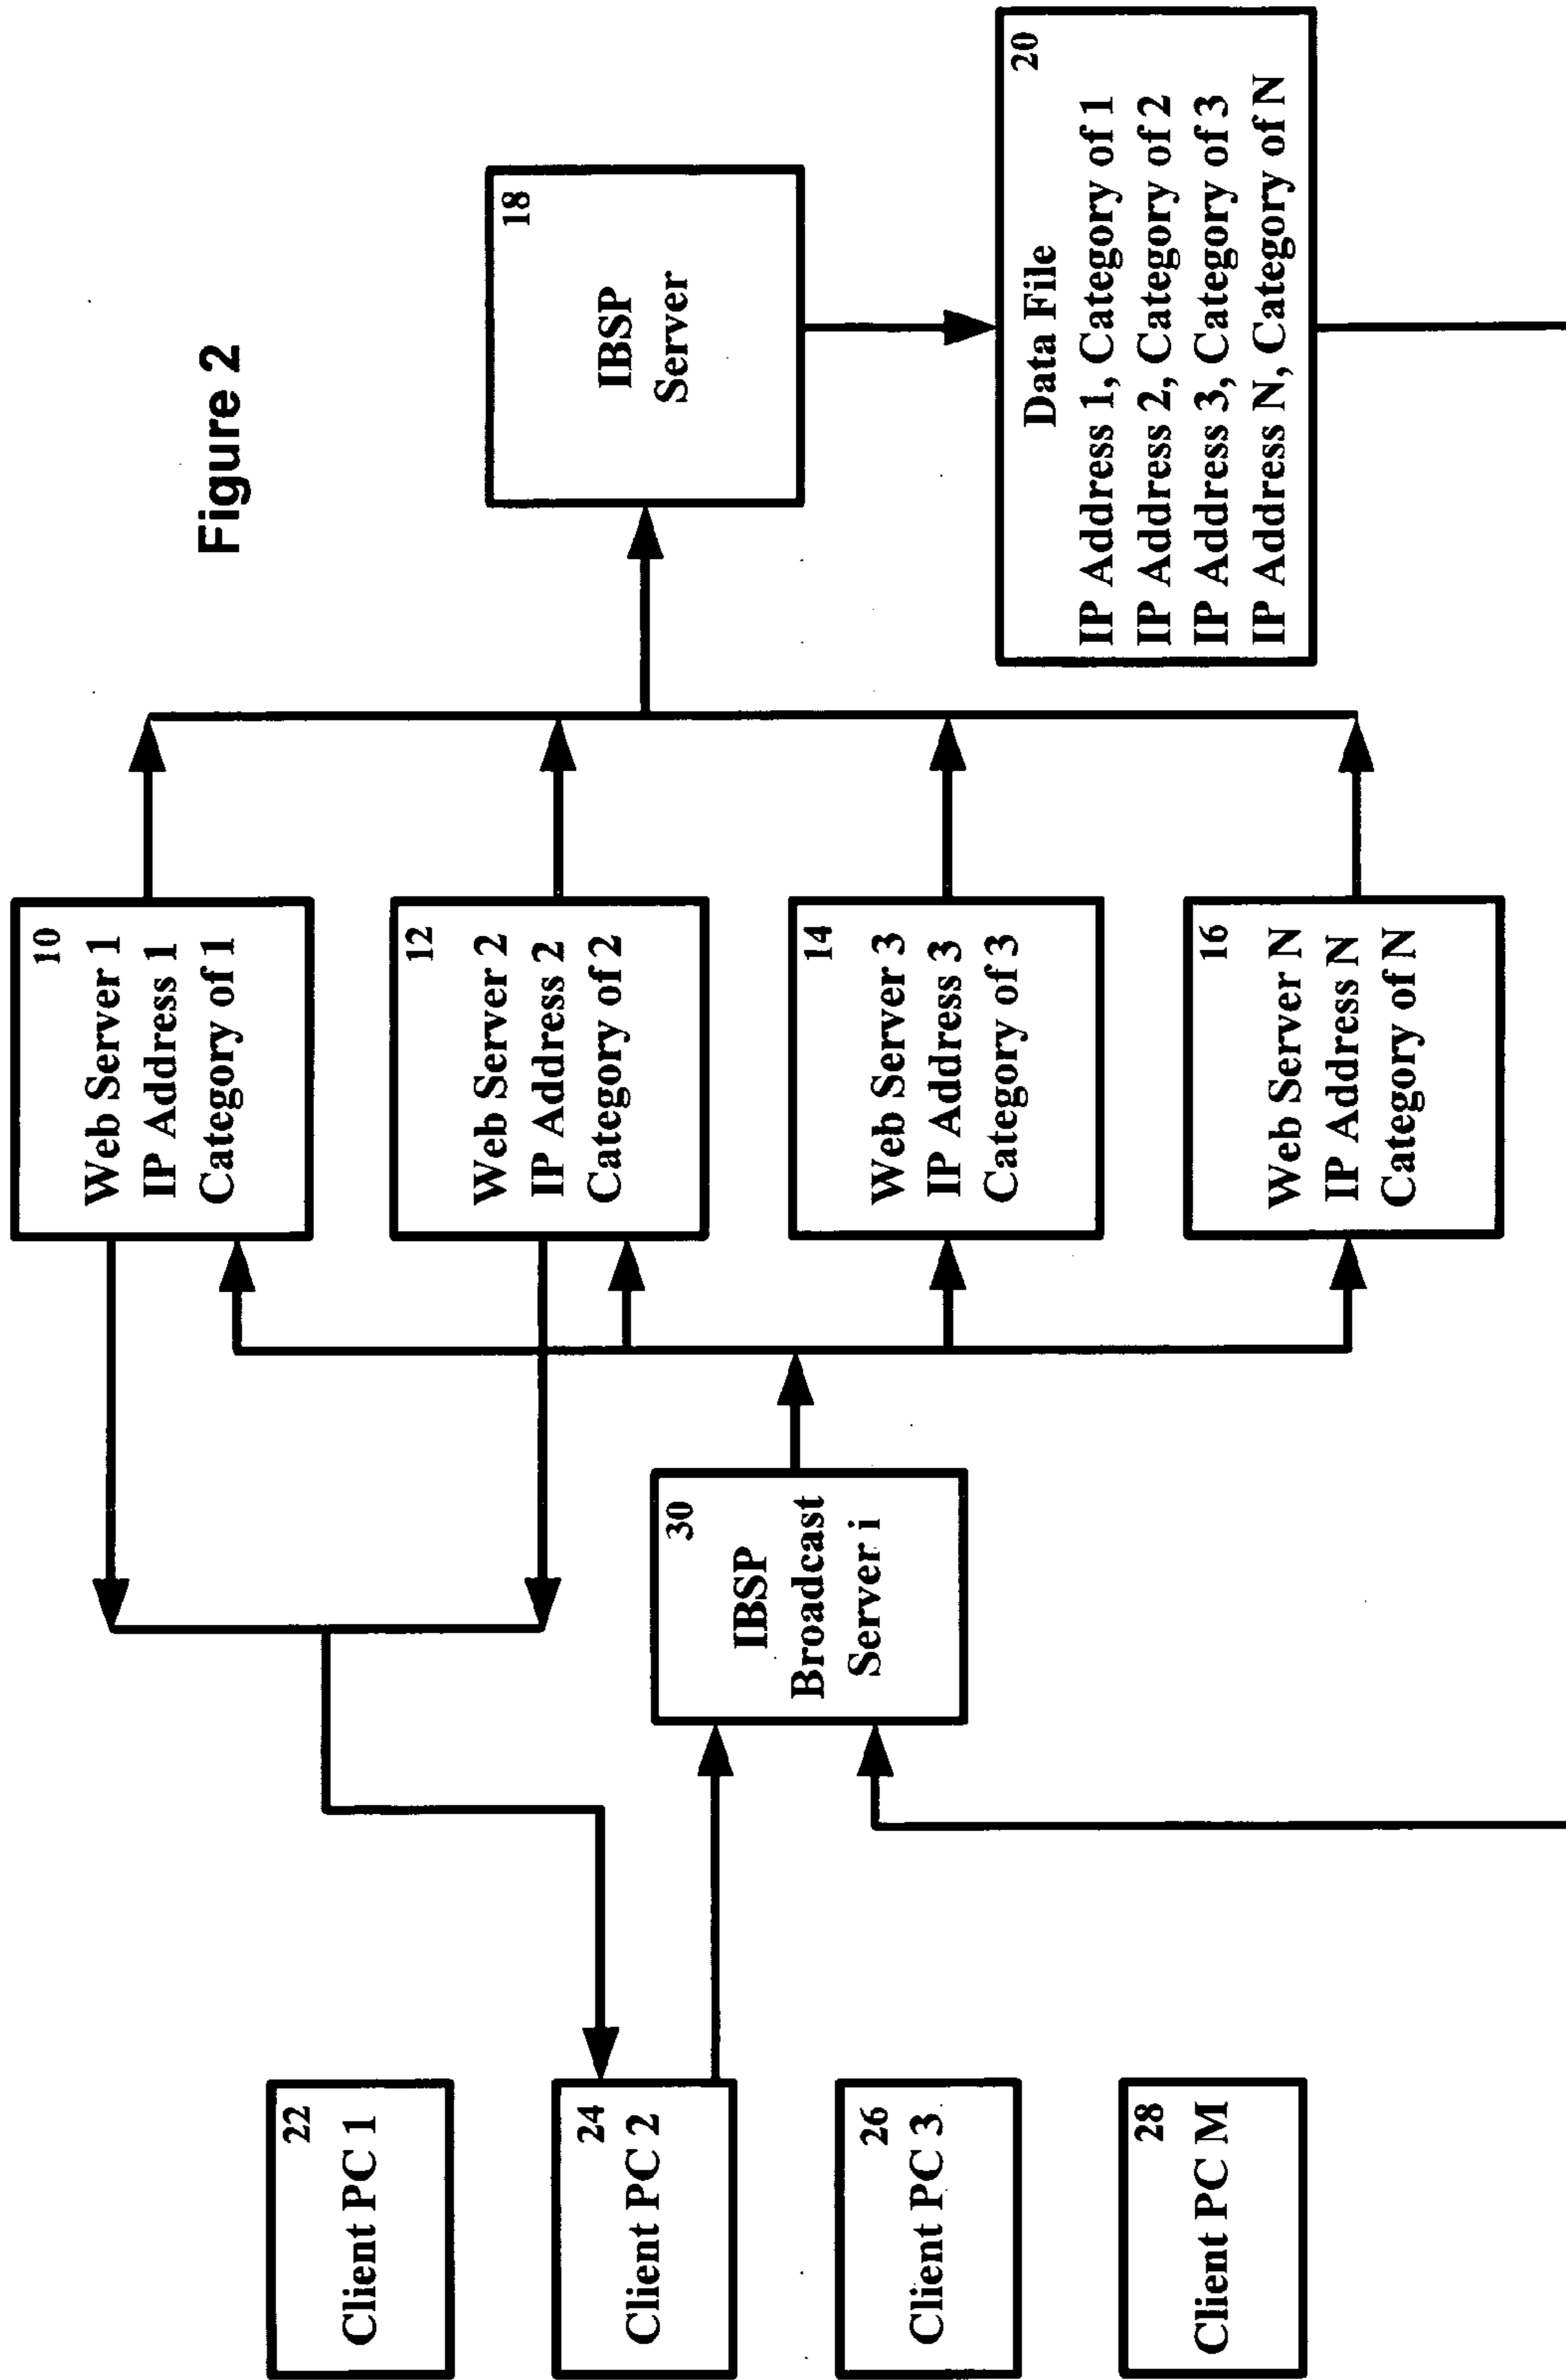 Figure 2
22
Client PC 1
24
Client PC 2
26
Client PC 3
28
Client PC M
30
IBSP
Broadcast
Server i
10
Web Server 1
IP Address 1
Category of 1
12
Web Server 2
IP Address 2
Category of 2
14
Web Server 3
IP Address 3
Category of 3
16
Web Server N
IP Address N
Category of N
18
IBSP
Server
20
Data File
IP Address 1, Category of 1
IP Address 2, Category of 2
IP Address 3, Category of 3
IP Address N, Category of N